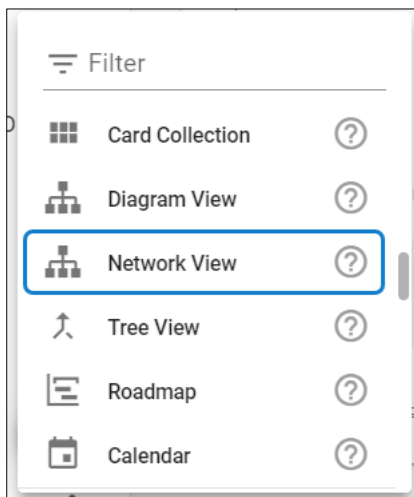 Filter
Card Collection
Diagram View
Network View
Tree View
Roadmap
Calendar